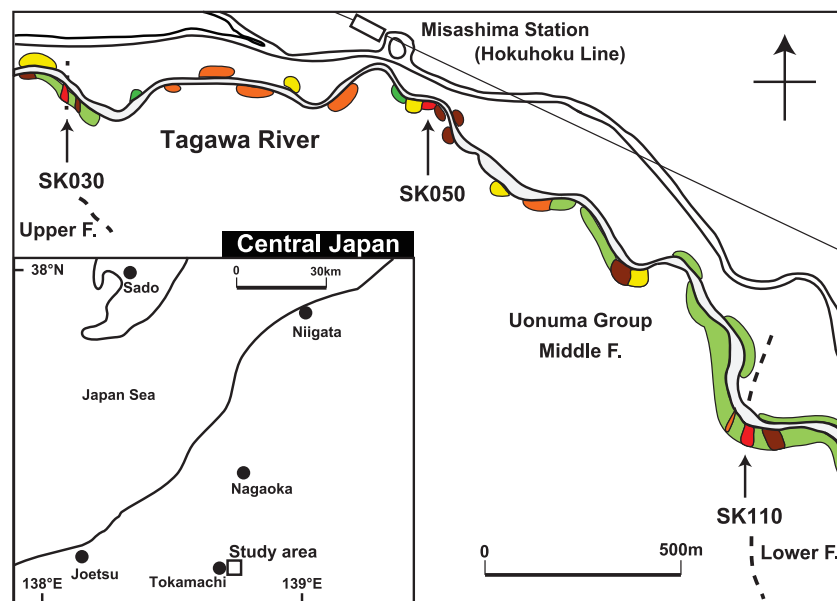 Misashima Station
(Hokuhoku Line)
Tagawa River
SK030
SK050
Upper F.
Central Japan
38°N
0 30km
Sado
Niigata
Uonuma Group
Middle F.
Japan Sea
Nagaoka
SK110
Study area
0 500m
Joetsu
Tokamachi
Lower F.
138°E
139°E